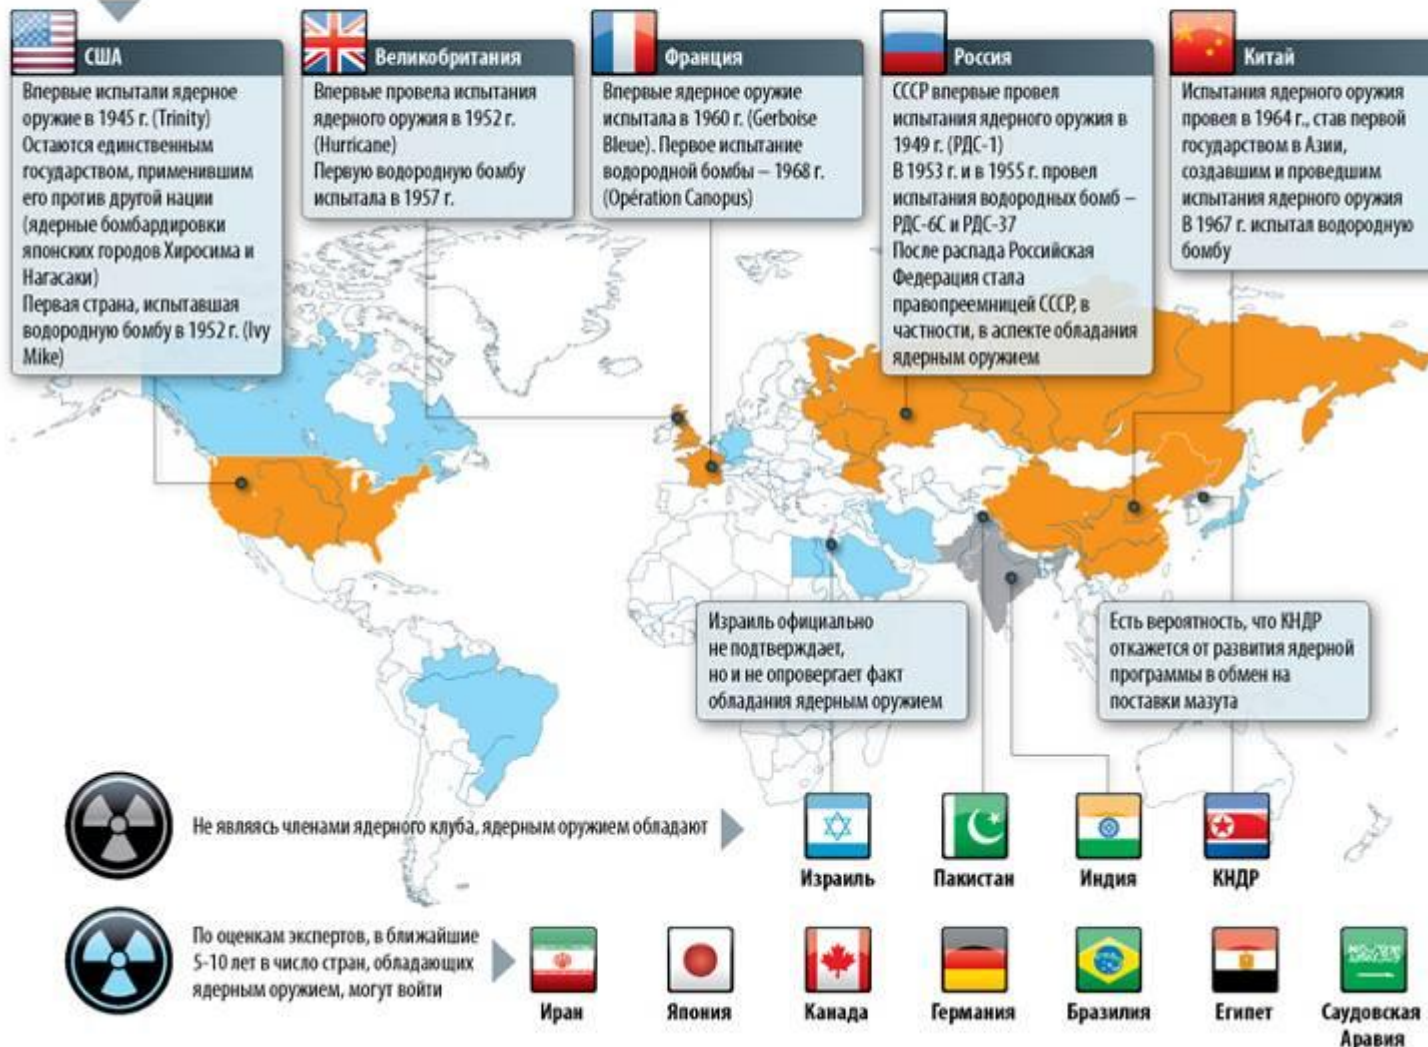 США
Впервые испытали ядерное
оружие в 1945 г. (Trinity)
Остаются единственным
государством, применившим
его против другой нации
(ядерные бомбардировки
японских городов Хиросима и
Нагасаки)
Первая страна, испытавшая
водородную бомбу в 1952 г. (Ivy
Mike)
Великобритания
Впервые провела испытания
ядерного оружия в 1952 г.
(Hurricane)
Первую водородную бомбу
испытала в 1957 г.
Франция
Впервые ядерное оружие
испытала в 1960 г. (Gerboise
Bleue). Первое испытание
водородной бомбы – 1968 г.
(Opération Canopus)
Россия
СССР впервые провел
испытания ядерного оружия в
1949 г. (РДС-1)
В 1953 г. и в 1955 г. провел
испытания водородных бомб –
РДС-6С и РДС-37
После распада Российская
Федерация стала
правопреемницей СССР, в
частности, в аспекте обладания
ядерным оружием
Китай
Испытания ядерного оружия
провел в 1964 г., став первой
государством в Азии,
создавшим и проведшим
испытания ядерного оружия
В 1967 г. испытал водородную
бомбу
Израиль официально
не подтверждает,
но и не опровергает факт
обладания ядерным оружием
Есть вероятность, что КНДР
откажется от развития ядерной
программы в обмен на
поставки мазута
Не являясь членами ядерного клуба, ядерным оружием обладают
Израиль
Пакистан
Индия
КНДР
По оценкам экспертов, в ближайшие
5-10 лет в число стран, обладающих
ядерным оружием, могут войти
Иран
Япония
Канада
Германия
Бразилия
Египет
Саудовская
Аравия